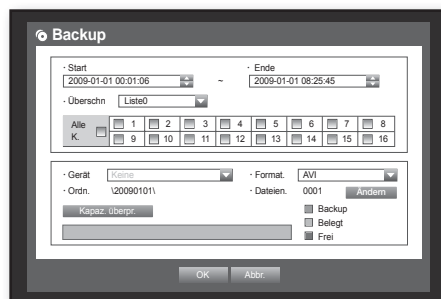 Backup
· Start
· Ende
2009-01-01 00:01:06 ~ 2009-01-01 08:25:45
· Überschn Liste0
Alle K.
1 2 3 4 5 6 7 8
9 10 11 12 13 14 15 16
· Gerät Keine
· Format. AVI
· Ordn. \20090101\
· Dateien. 0001 Ändern
Kapaz. überpr.
Backup
Belegt
Frei
OK Abbr.